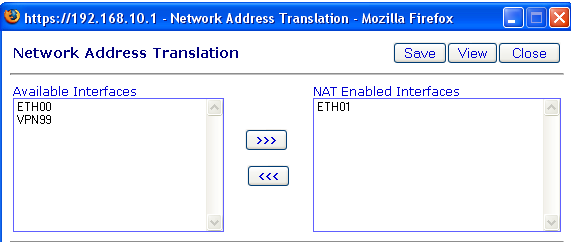 https://192.168.10.1 - Network Address Translation - Mozilla Firefox
Network Address Translation Save View Close
Available Interfaces NAT Enabled Interfaces
ETH00 ETH01
VPN99
>>>
<<<